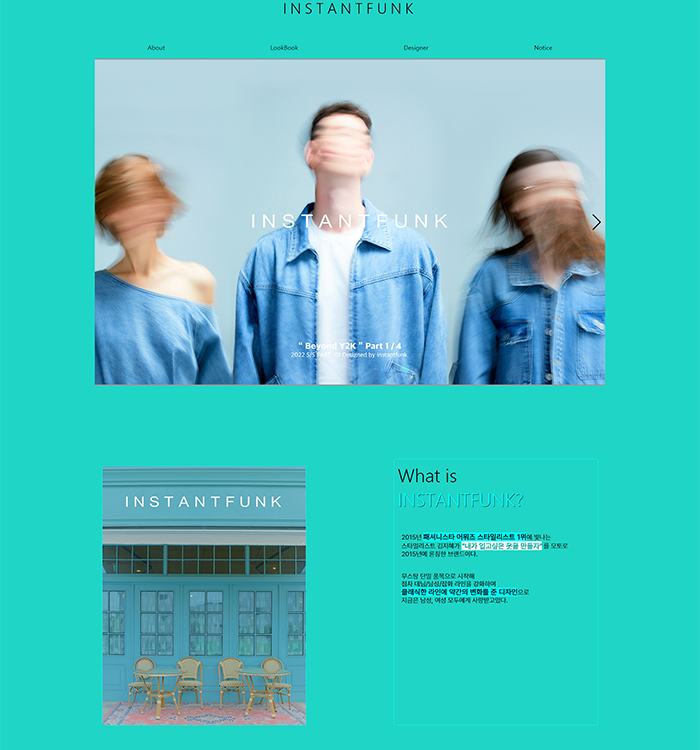 INSTANTFUNK
About LookBook Designer Notice
INSTANTFUNK
“ Beyond Y2K ” Part 1 / 4
2022 S/S Designed by instantfunk
INSTANTFUNK
What is
INSTANTFUNK?
2015년 패셔니스타 어워즈 스타일리스트 1위에 빛나는
스타일리스트 김지혜가 "내가 입고싶은 옷을 만들자"를 모토로
2015년에 론칭한 브랜드이다.
무스탕 단일 품목으로 시작해
점차 데님/남성/잡화 라인을 강화하여
클래식한 라인에 약간의 변화를 준 디자인으로
지금은 남성, 여성 모두에게 사랑받고있다.